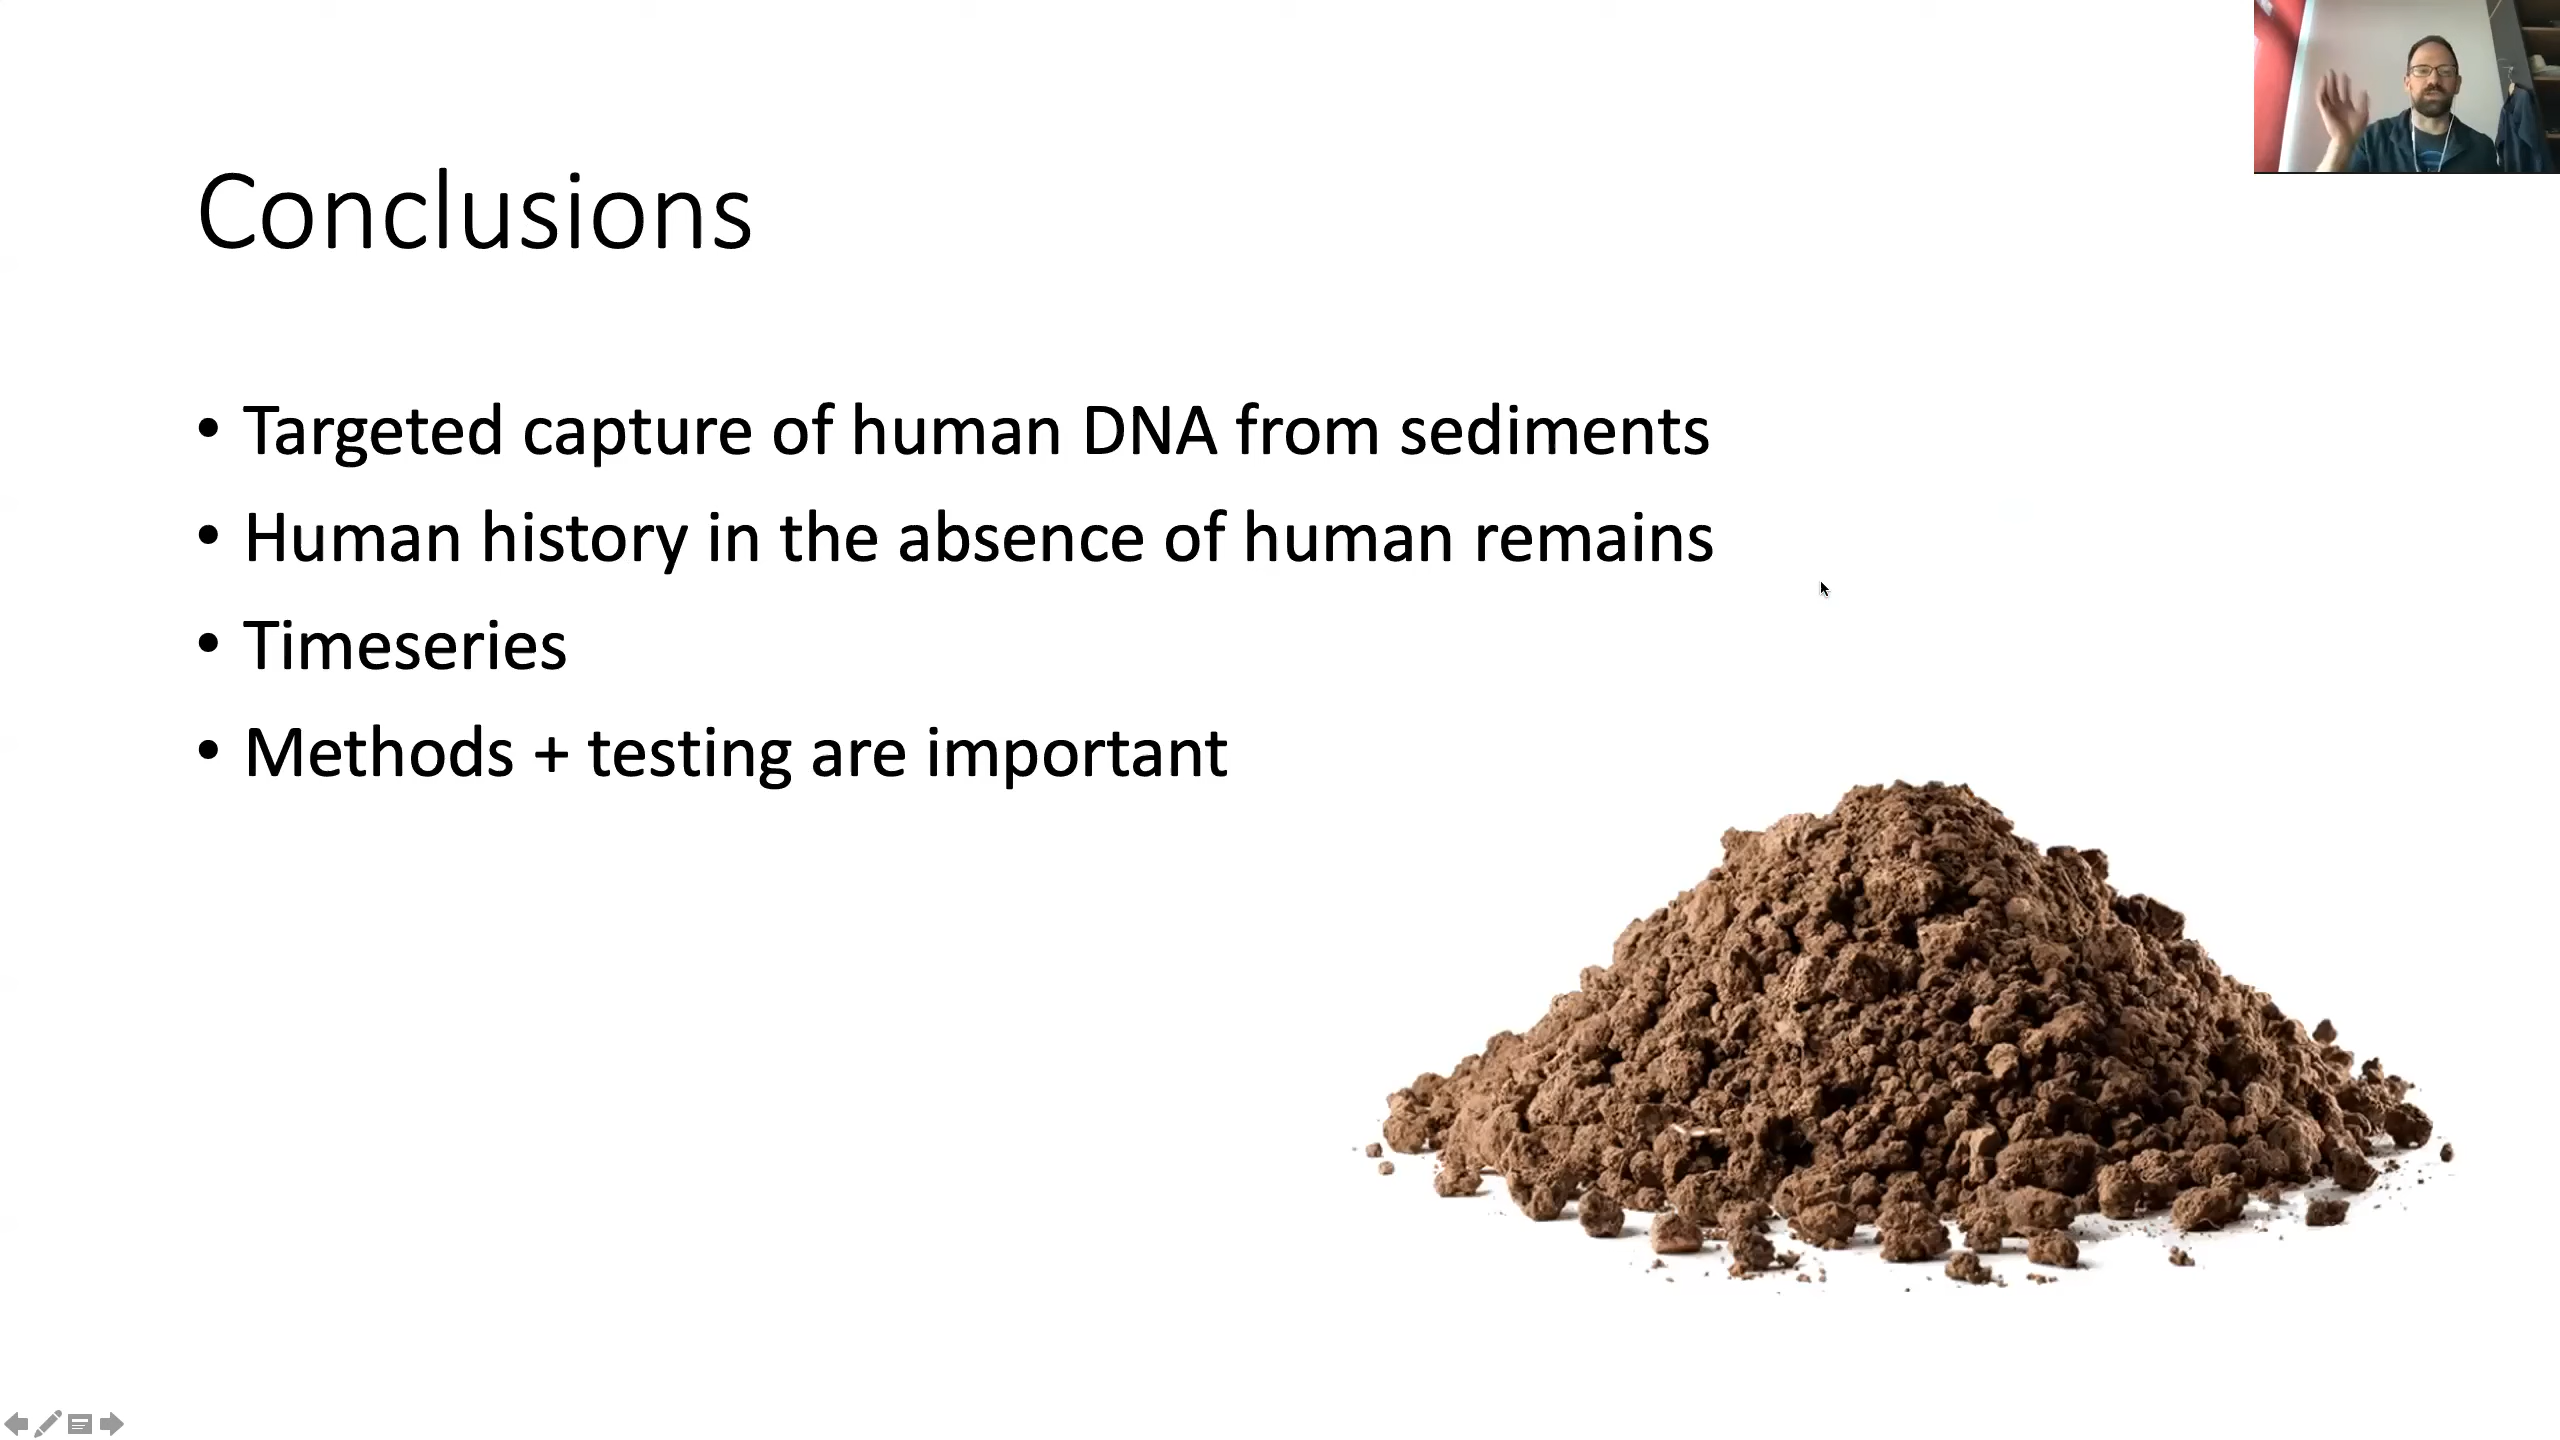 Conclusions
• Targeted capture of human DNA from sediments
• Human history in the absence of human remains
• Timeseries
• Methods + testing are important